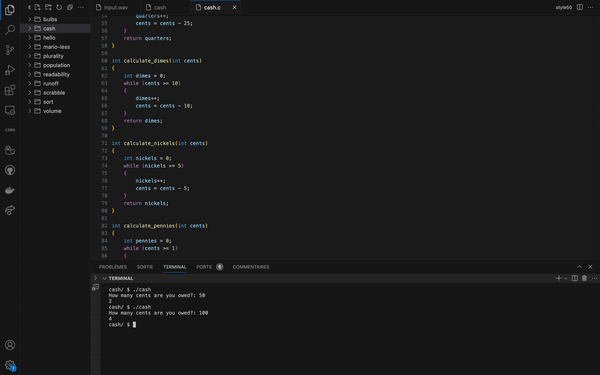 input.wav
cash
cash.c
style50
bulbs
cash
hello
mario-less
plurality
population
readability
runoff
scrabble
sort
volume
54 quarters++;
55 cents = cents - 25;
56 }
57 return quarters;
58 }
59
60 int calculate_dimes(int cents)
61 {
62 int dimes = 0;
63 while (cents >= 10)
64 {
65 dimes++;
66 cents = cents - 10;
67 }
68 return dimes;
69 }
70
71 int calculate_nickels(int cents)
72 {
73 int nickels = 0;
74 while (nickels >= 5)
75 {
76 nickels++;
77 cents = cents - 5;
78 }
79 return nickels;
80 }
81
82 int calculate_pennies(int cents)
83 {
84 int pennies = 0;
85 while (cents >= 1)
86 {
PROBLÈMES SORTIE TERMINAL PORTS 6 COMMENTAIRES
TERMINAL
cash/ $ ./cash
How many cents are you owed?: 50
2
cash/ $ ./cash
How many cents are you owed?: 100
4
cash/ $